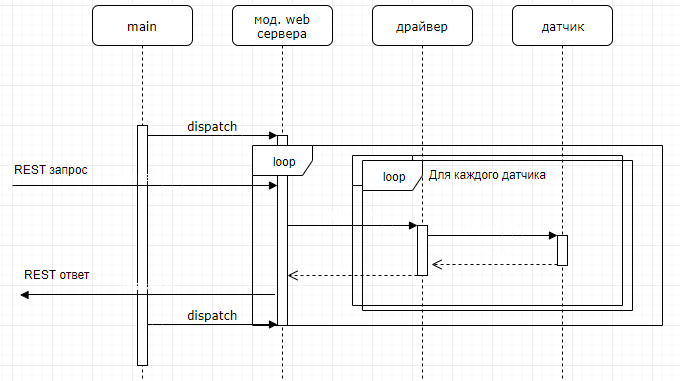 main
мод. web
сервера
драйвер
датчик
dispatch
loop
REST запрос
loop
Для каждого датчика
REST ответ
dispatch